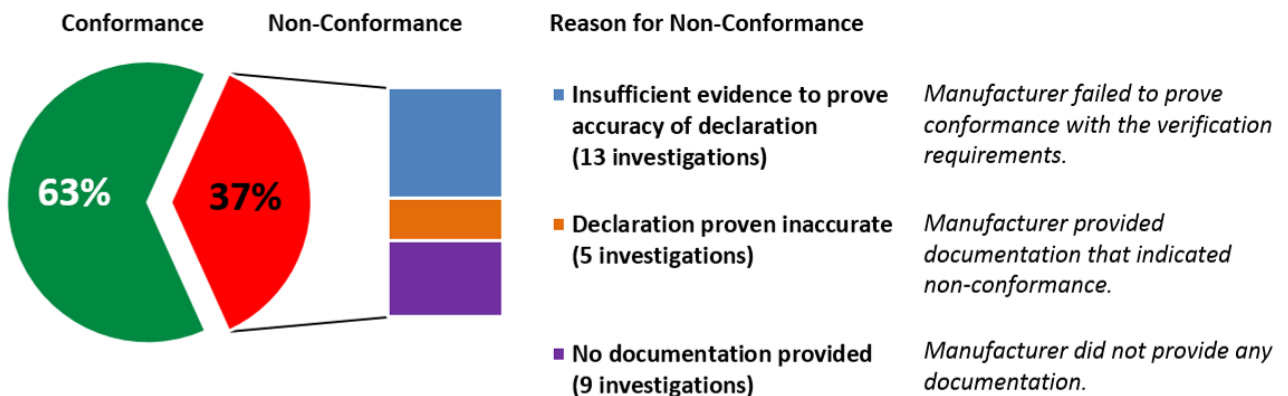 Conformance
Non-Conformance
Reason for Non-Conformance
63%
37%
Insufficient evidence to prove
accuracy of declaration
(13 investigations)
Manufacturer failed to prove
conformance with the verification
requirements.
Declaration proven inaccurate
(5 investigations)
Manufacturer provided
documentation that indicated
non-conformance.
No documentation provided
(9 investigations)
Manufacturer did not provide any
documentation.